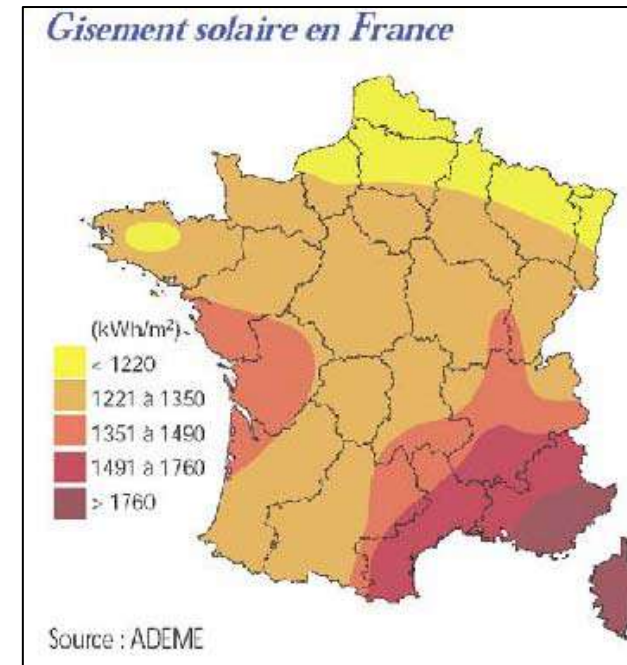 Gisement solaire en France
(kWh/m²)
< 1220
1221 à 1350
1351 à 1490
1491 à 1760
> 1760
Source : ADEME